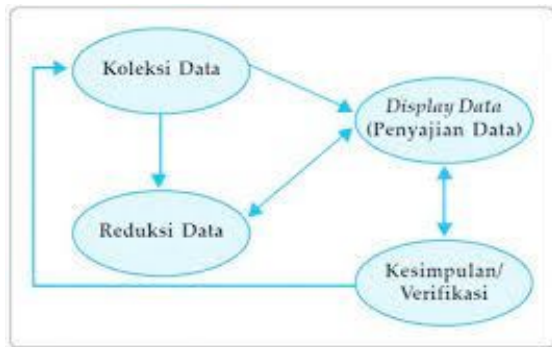 Koleksi Data
Display Data
(Penyajian Data)
Reduksi Data
Kesimpulan/
Verifikasi